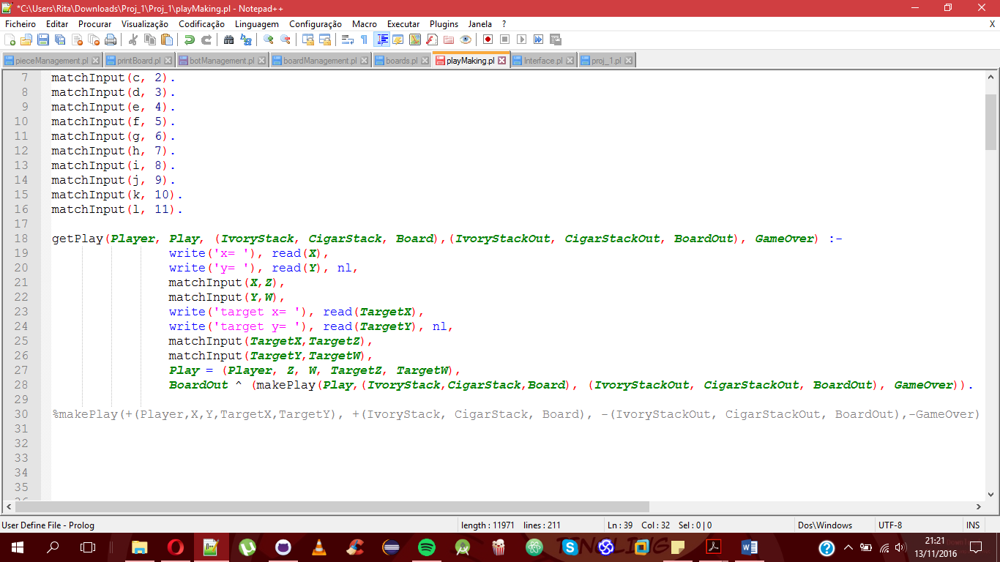 *C:\Users\Rita\Downloads\Proj_1\Proj_1\playMaking.pl - Notepad++
Ficheiro Editar Procurar Visualização Codificação Linguagem Configuração Macro Executar Plugins Janela ? X
pieceManagement.pl printBoard.pl botManagement.pl boardManagement.pl boards.pl playMaking.pl Interface.pl proj_1.pl
7 matchInput(c, 2).
8 matchInput(d, 3).
9 matchInput(e, 4).
10 matchInput(f, 5).
11 matchInput(g, 6).
12 matchInput(h, 7).
13 matchInput(i, 8).
14 matchInput(j, 9).
15 matchInput(k, 10).
16 matchInput(l, 11).
17
18 getPlay(Player, Play, (IvoryStack, CigarStack, Board),(IvoryStackOut, CigarStackOut, BoardOut), GameOver) :-
19 write('x= '), read(X),
20 write('y= '), read(Y), nl,
21 matchInput(X,Z),
22 matchInput(Y,W),
23 write('target x= '), read(TargetX),
24 write('target y= '), read(TargetY), nl,
25 matchInput(TargetX,TargetZ),
26 matchInput(TargetY,TargetW),
27 Play = (Player, Z, W, TargetZ, TargetW),
28 BoardOut ^ (makePlay(Play,(IvoryStack,CigarStack,Board), (IvoryStackOut, CigarStackOut, BoardOut), GameOver)).
29
30 %makePlay(+(Player,X,Y,TargetX,TargetY), +(IvoryStack, CigarStack, Board), -(IvoryStackOut, CigarStackOut, BoardOut),-GameOver)
31
32
33
34
35
User Define File - Prolog length : 11971 lines : 211 Ln : 39 Col : 32 Sel : 0 | 0 Dos\Windows UTF-8 INS
21:21
13/11/2016